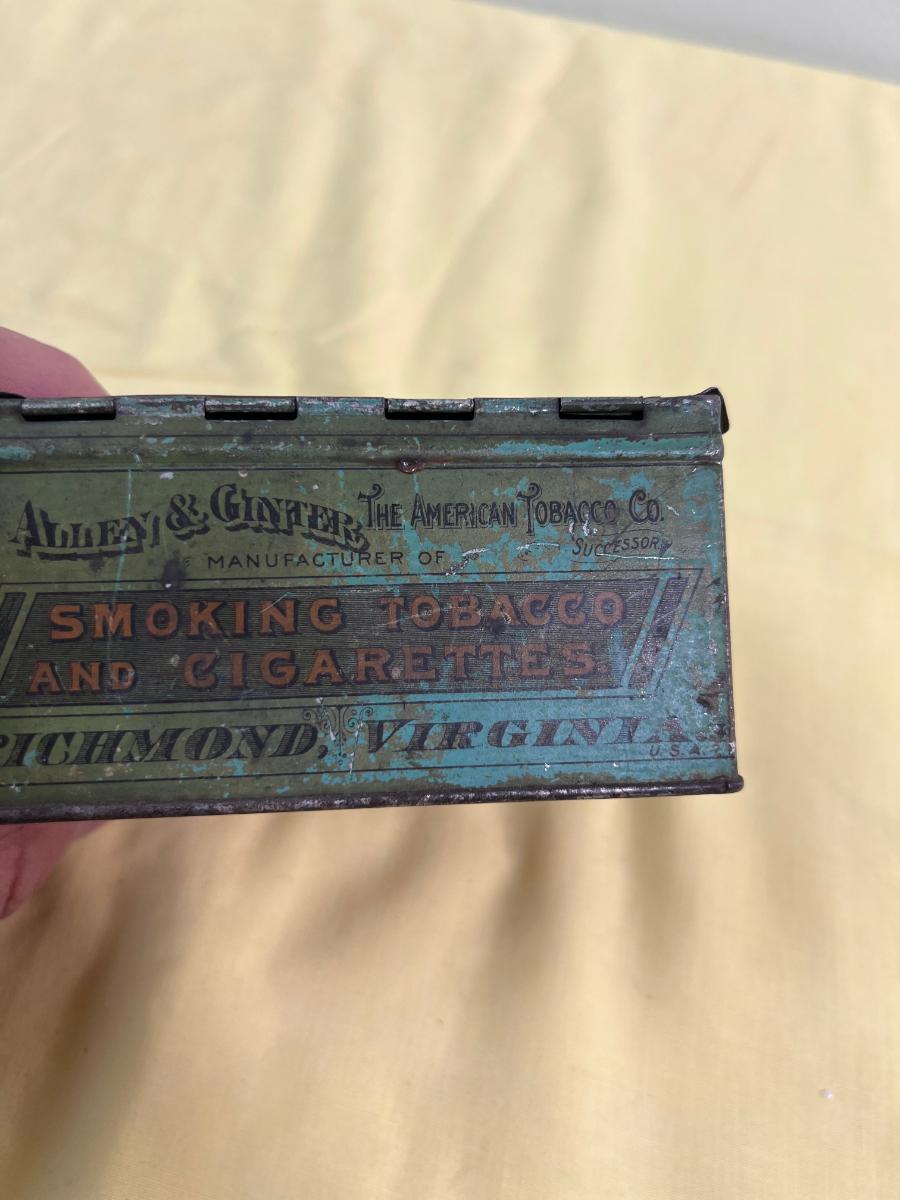 ALLEN & GINTER, THE AMERICAN TOBACCO CO.
SUCCESSOR,
MANUFACTURER OF
SMOKING TOBACCO
AND CIGARETTES.
RICHMOND, VIRGINIA.
U.S.A.